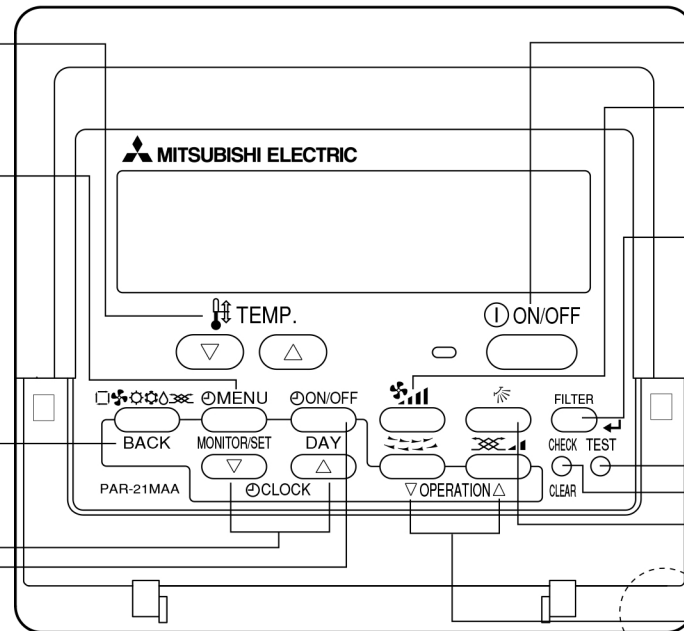 MITSUBISHI ELECTRIC
TEMP.
ON/OFF
MENU
ON/OFF
FILTER
BACK
MONITOR/SET
DAY
CHECK
TEST
PAR-21MAA
CLOCK
OPERATION
CLEAR